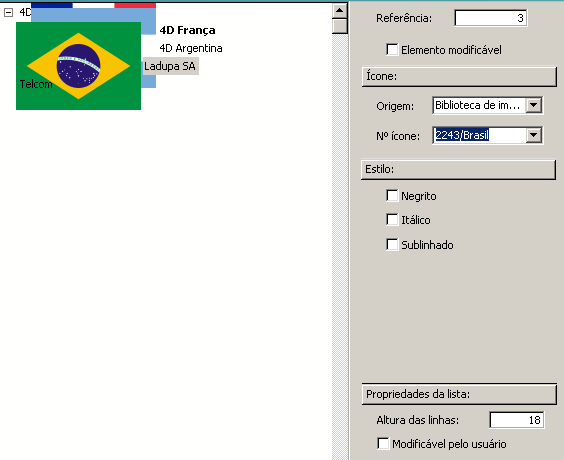 4D
4D França
4D Argentina
Ladupa SA
Telcom
Referência: 3
Elemento modificável
Ícone:
Origem: Biblioteca de im...
Nº ícone: 2243/Brasil
Estilo:
Negrito
Itálico
Sublinhado
Propriedades da lista:
Altura das linhas: 18
Modificável pelo usuário